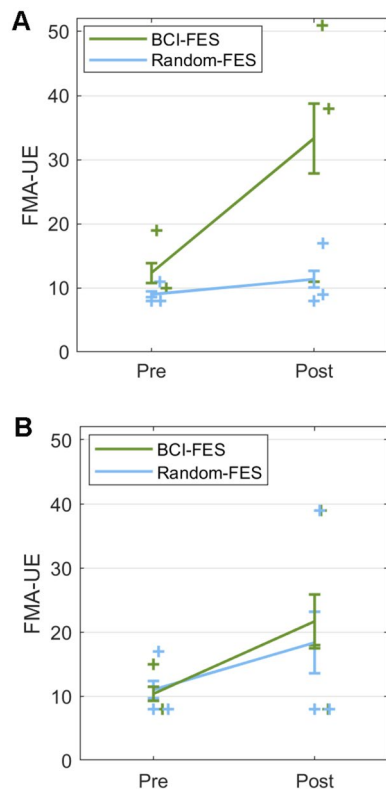 A
BCI-FES
Random-FES
FMA-UE
50
40
30
20
10
0
Pre Post
B
BCI-FES
Random-FES
FMA-UE
50
40
30
20
10
0
Pre Post